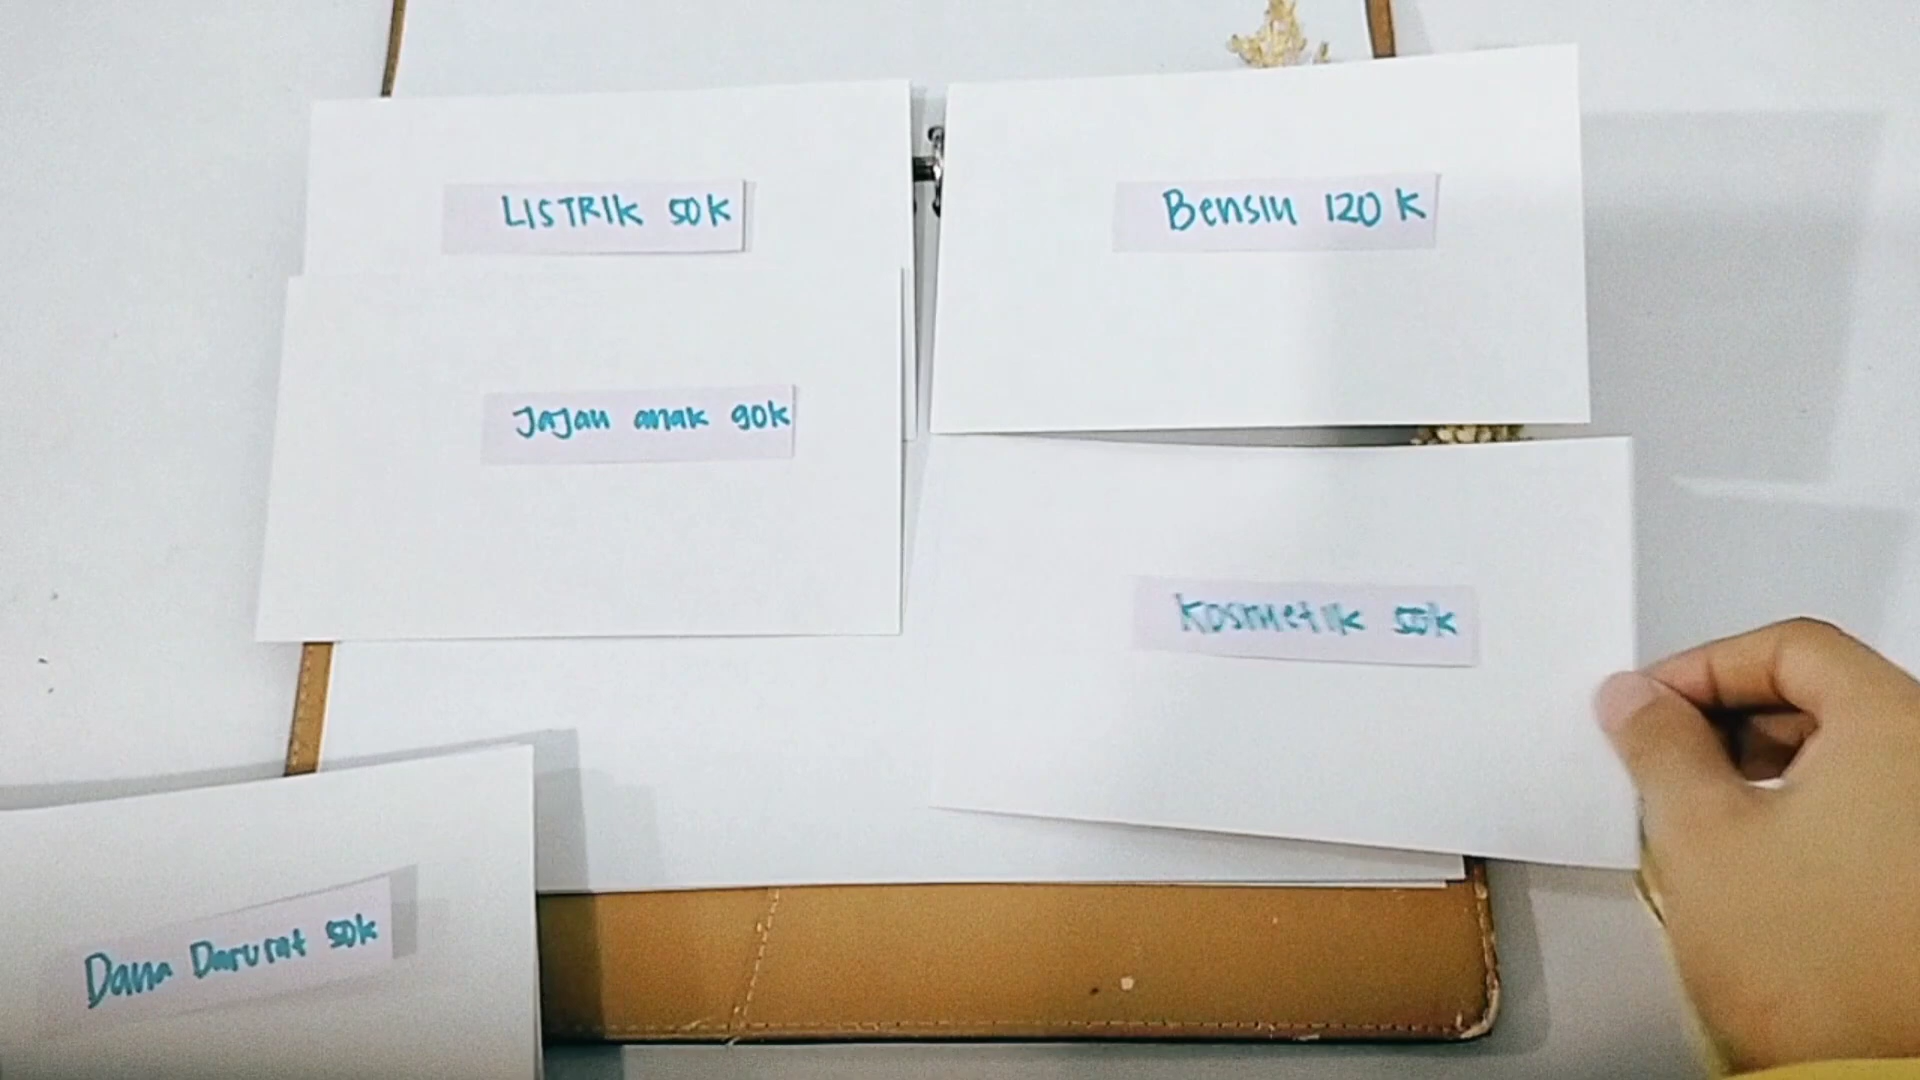 LISTRIK 50K
Bensin 120 K
Jajan anak 90k
Kosmetik 50k
Dana Darurat 50k